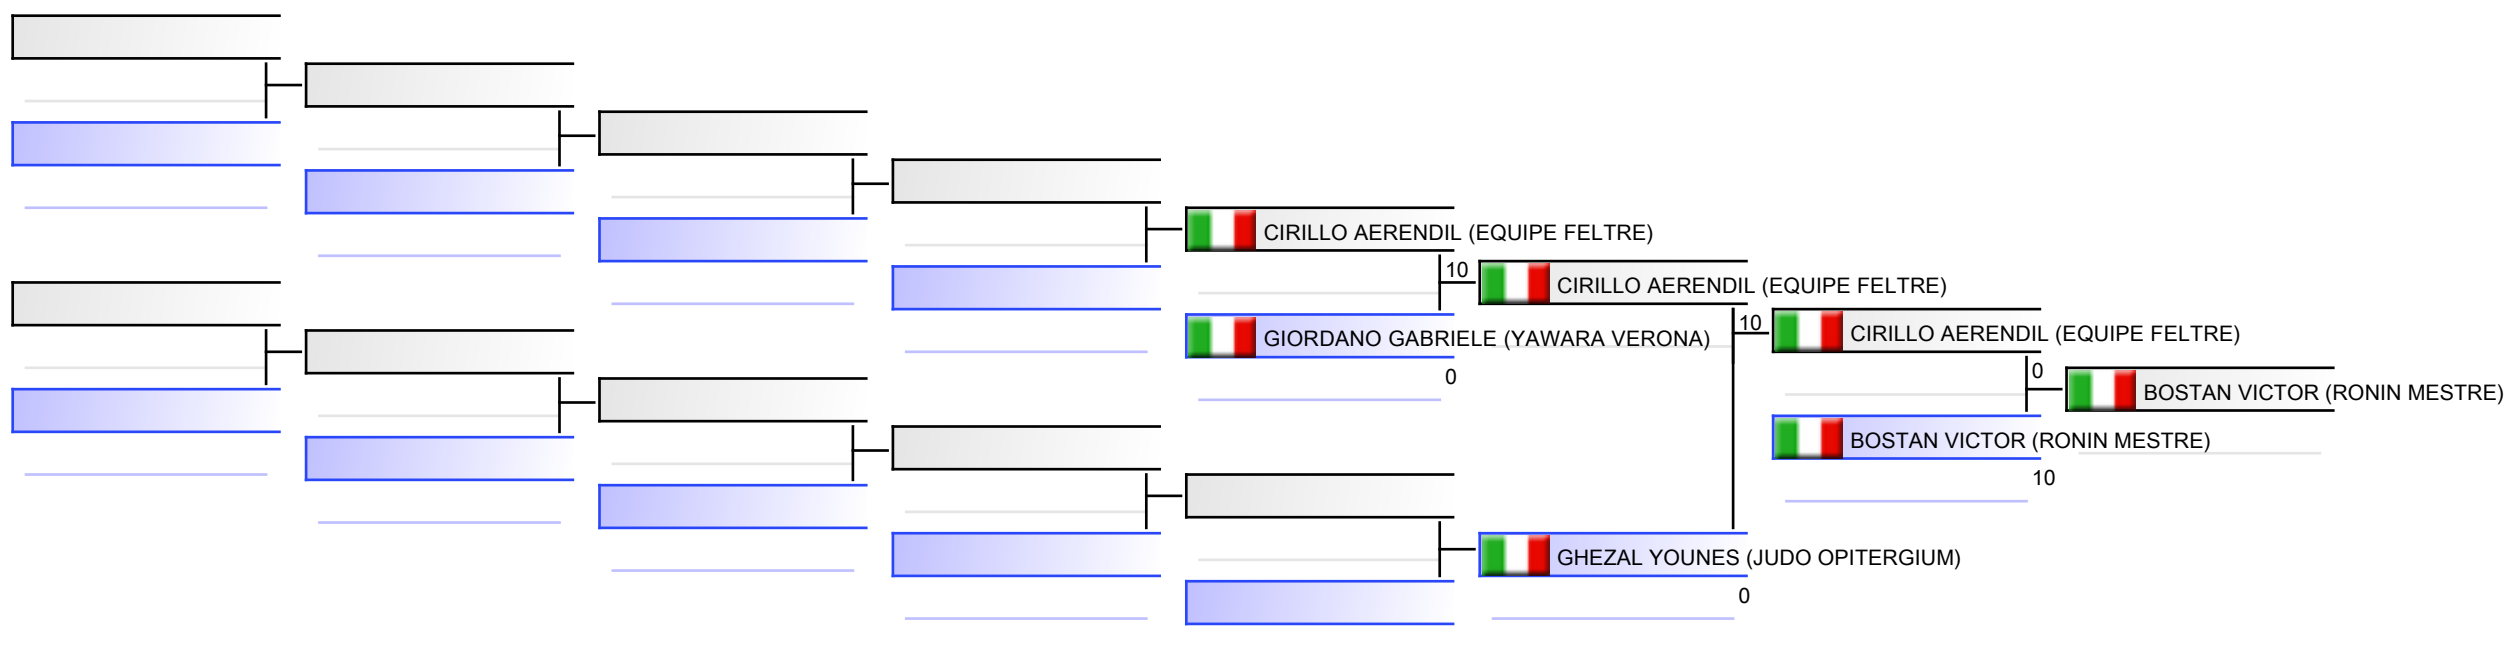 CIRILLO AERENDIL (EQUIPE FELTRE)
10
CIRILLO AERENDIL (EQUIPE FELTRE)
GIORDANO GABRIELE (YAWARA VERONA)
0
10
CIRILLO AERENDIL (EQUIPE FELTRE)
0
BOSTAN VICTOR (RONIN MESTRE)
BOSTAN VICTOR (RONIN MESTRE)
10
GHEZAL YOUNES (JUDO OPITERGIUM)
0